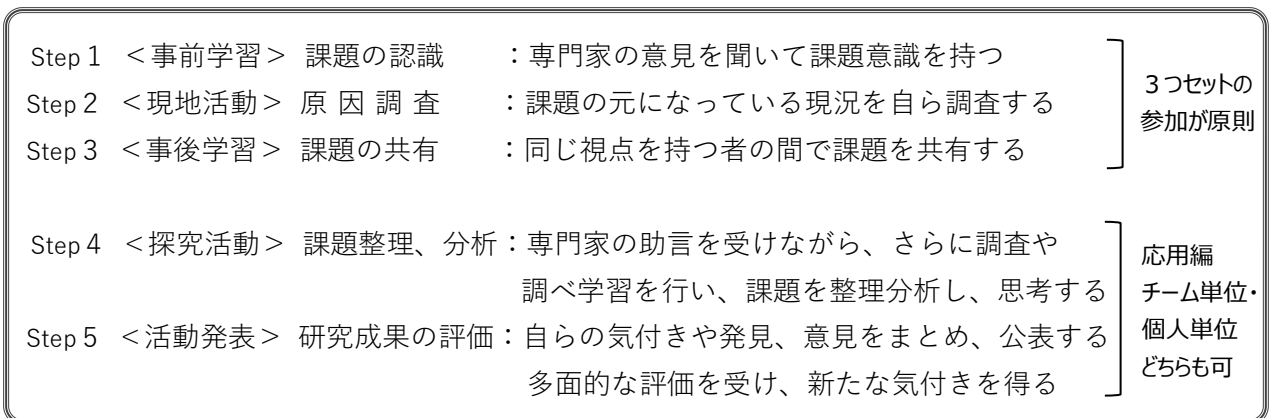 Step１ ＜事前学習＞ 課題の認識 ：専門家の意見を聞いて課題意識を持つ
Step２ ＜現地活動＞ 原 因 調 査 ：課題の元になっている現況を自ら調査する
Step３ ＜事後学習＞ 課題の共有 ：同じ視点を持つ者の間で課題を共有する
３つセットの
参加が原則
Step４ ＜探究活動＞ 課題整理、分析：専門家の助言を受けながら、さらに調査や
調べ学習を行い、課題を整理分析し、思考する
Step５ ＜活動発表＞ 研究成果の評価：自らの気付きや発見、意見をまとめ、公表する
多面的な評価を受け、新たな気付きを得る
応用編
チーム単位・
個人単位
どちらも可